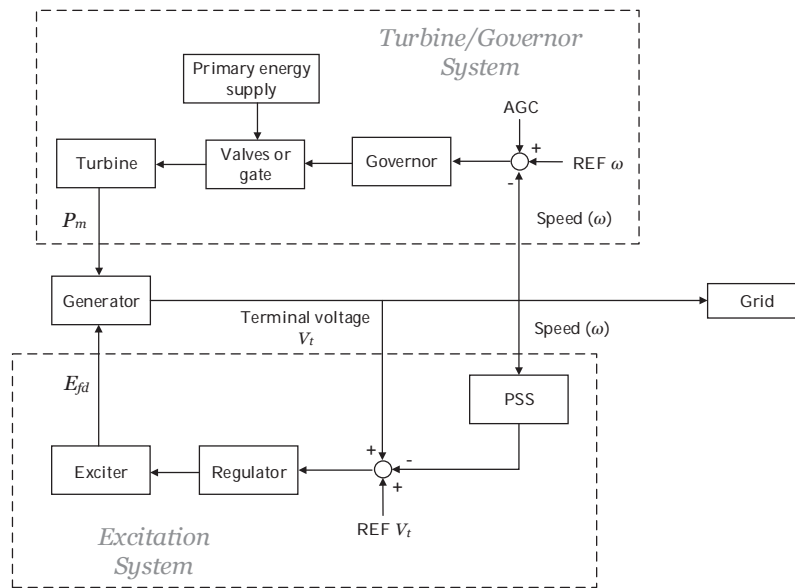 Turbine/Governor
System
Primary energy
supply
AGC
Turbine
Valves or
gate
Governor
+
REF ω
-
Pm
Speed (ω)
Generator
Grid
Terminal voltage
Vt
Speed (ω)
Efd
PSS
Exciter
Regulator
+
-
+
REF Vt
Excitation
System